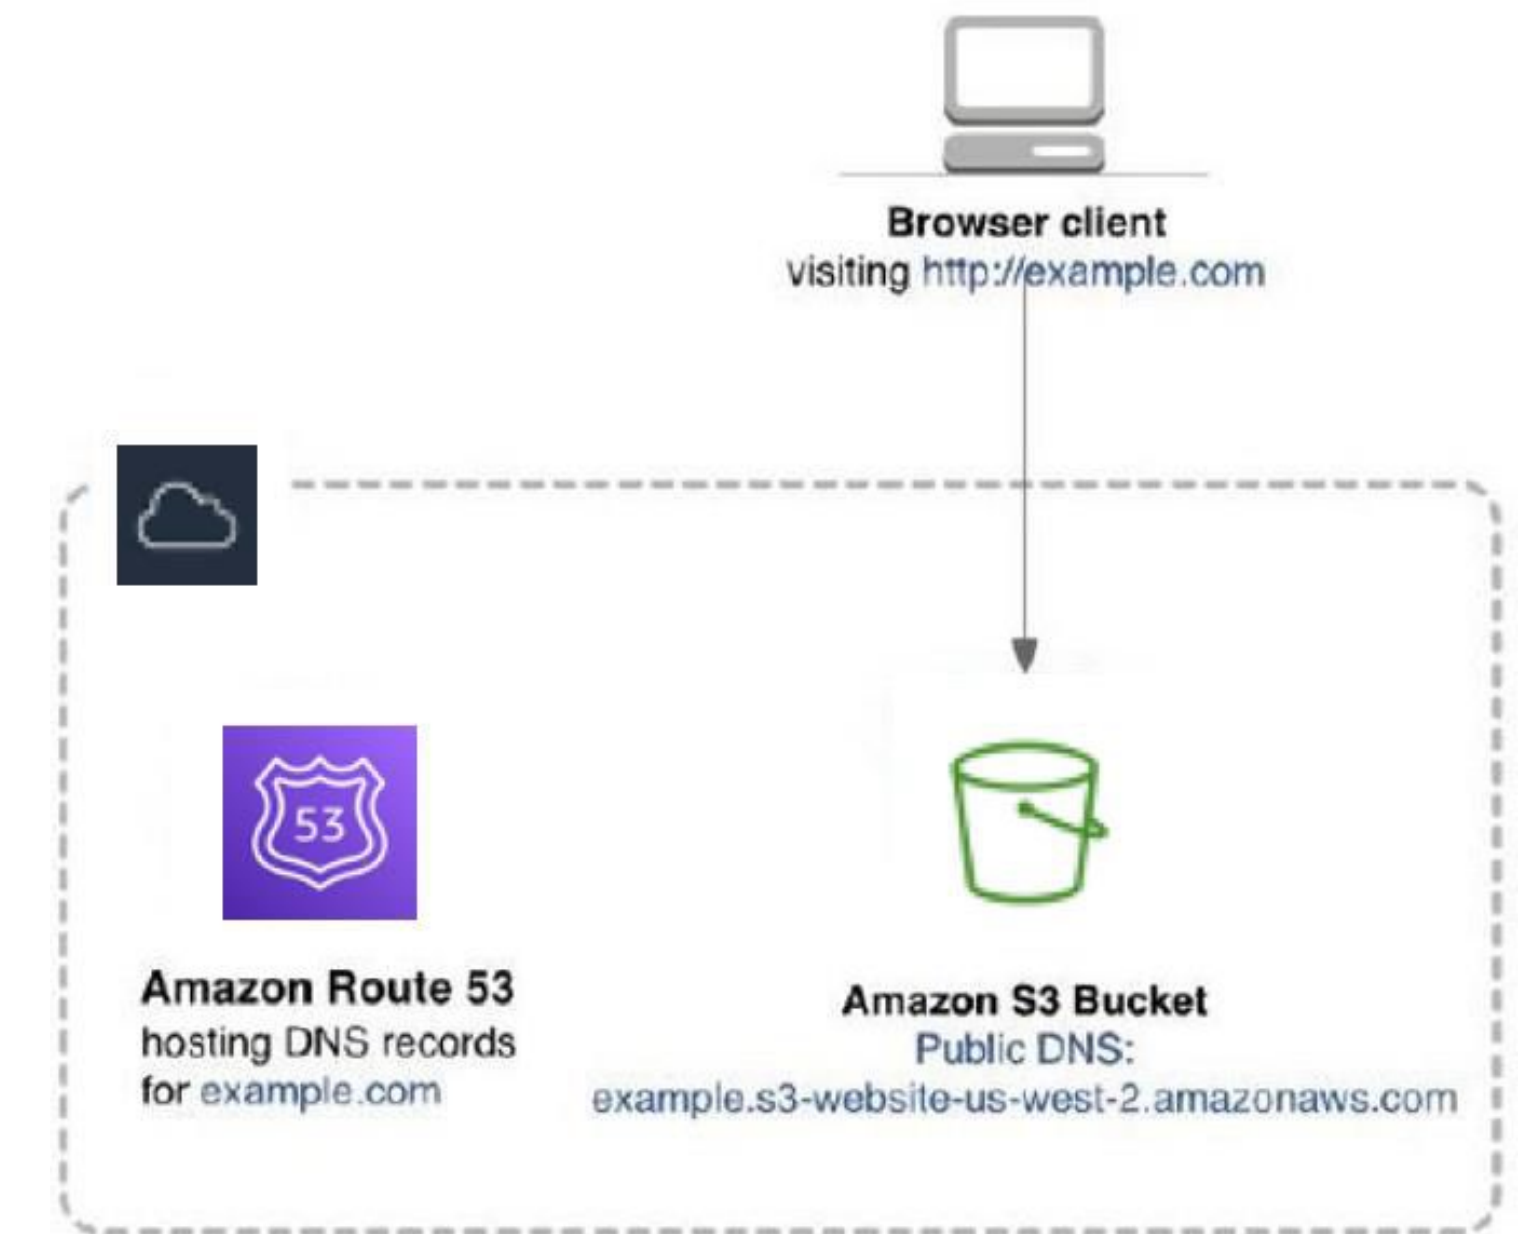 Browser client
visiting http://example.com
53
Amazon Route 53
hosting DNS records
for example.com
Amazon S3 Bucket
Public DNS:
example.s3-website-us-west-2.amazonaws.com